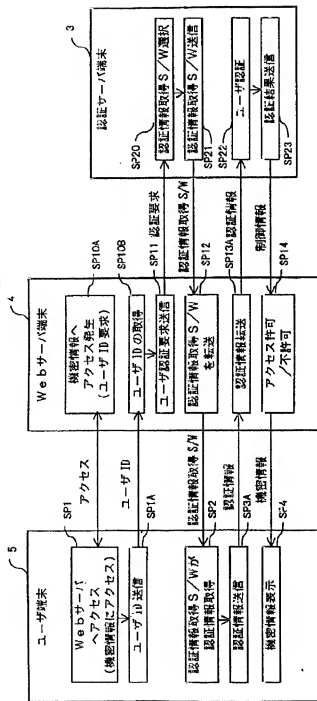 5
ユーザ端末
SP1
Webサーバ
へアクセス
(機密情報にアクセス)
SP1A
ユーザID送信
SP2
認証情報取得S/Wが
認証情報取得
SP3A
認証情報送信
SP4
機密情報表示
アクセス
ユーザID
認証情報取得S/W
認証情報
機密情報
4
Webサーバ端末
SP10A
機密情報へ
アクセス発生
(ユーザID要求)
SP10B
ユーザIDの取得
SP11
ユーザ認証要求送信
SP12
認証情報取得S/W
を転送
SP13A
認証情報転送
SP14
アクセス許可
/不許可
認証要求
認証情報取得S/W
認証情報
制御情報
3
認証サーバ端末
SP20
認証情報取得S/W選択
SP21
認証情報取得S/W送信
SP22
ユーザ認証
SP23
認証結果送信